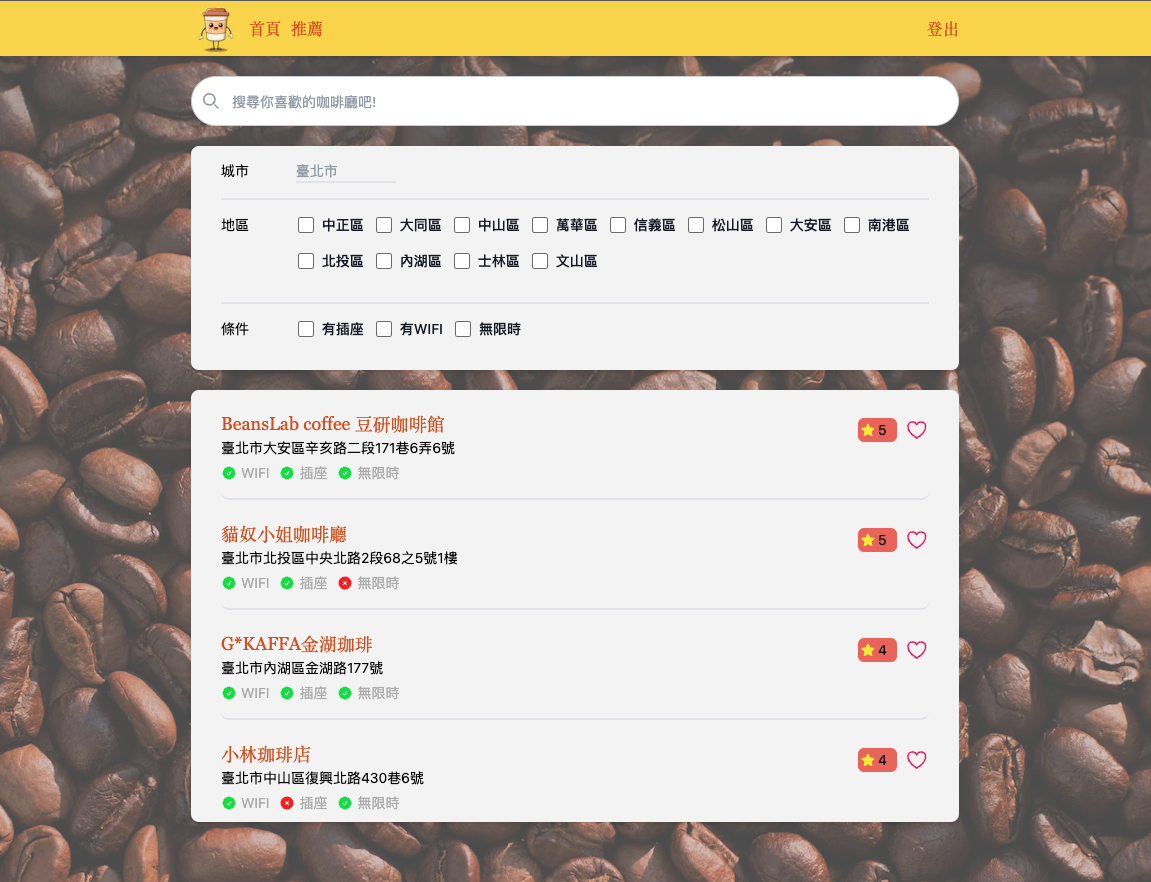 首頁 推薦 登出
搜尋你喜歡的咖啡廳吧!
城市 臺北市
地區 中正區 大同區 中山區 萬華區 信義區 松山區 大安區 南港區
北投區 內湖區 士林區 文山區
條件 有插座 有WIFI 無限時
BeansLab coffee 豆研咖啡館 5
臺北市大安區辛亥路二段171巷6弄6號
WIFI 插座 無限時
貓奴小姐咖啡廳 5
臺北市北投區中央北路2段68之5號1樓
WIFI 插座 無限時
G*KAFFA金湖珈琲 4
臺北市內湖區金湖路177號
WIFI 插座 無限時
小林珈琲店 4
臺北市中山區復興北路430巷6號
WIFI 插座 無限時